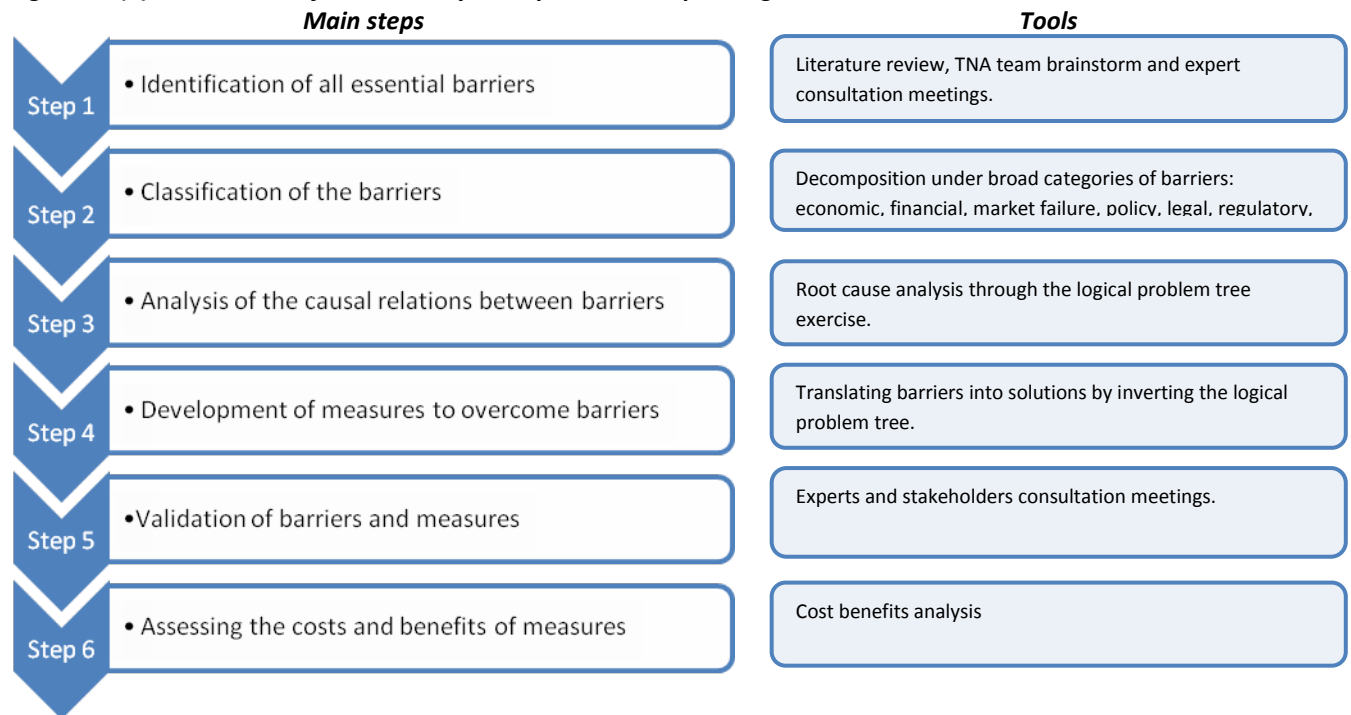 Main steps
Tools
Step 1
• Identification of all essential barriers
Literature review, TNA team brainstorm and expert
consultation meetings.
Step 2
• Classification of the barriers
Decomposition under broad categories of barriers:
economic, financial, market failure, policy, legal, regulatory,
Step 3
• Analysis of the causal relations between barriers
Root cause analysis through the logical problem tree
exercise.
Step 4
• Development of measures to overcome barriers
Translating barriers into solutions by inverting the logical
problem tree.
Step 5
•Validation of barriers and measures
Experts and stakeholders consultation meetings.
Step 6
• Assessing the costs and benefits of measures
Cost benefits analysis